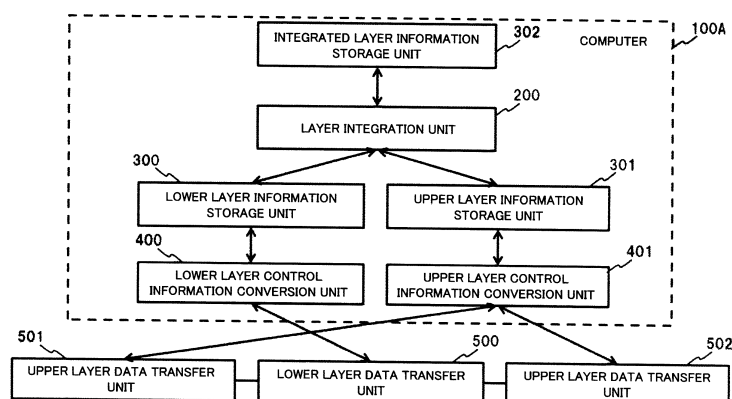 302
INTEGRATED LAYER INFORMATION
STORAGE UNIT
COMPUTER
100A
200
LAYER INTEGRATION UNIT
300
LOWER LAYER INFORMATION
STORAGE UNIT
301
UPPER LAYER INFORMATION
STORAGE UNIT
400
LOWER LAYER CONTROL
INFORMATION CONVERSION UNIT
401
UPPER LAYER CONTROL
INFORMATION CONVERSION UNIT
501
UPPER LAYER DATA TRANSFER
UNIT
500
LOWER LAYER DATA TRANSFER
UNIT
502
UPPER LAYER DATA TRANSFER
UNIT